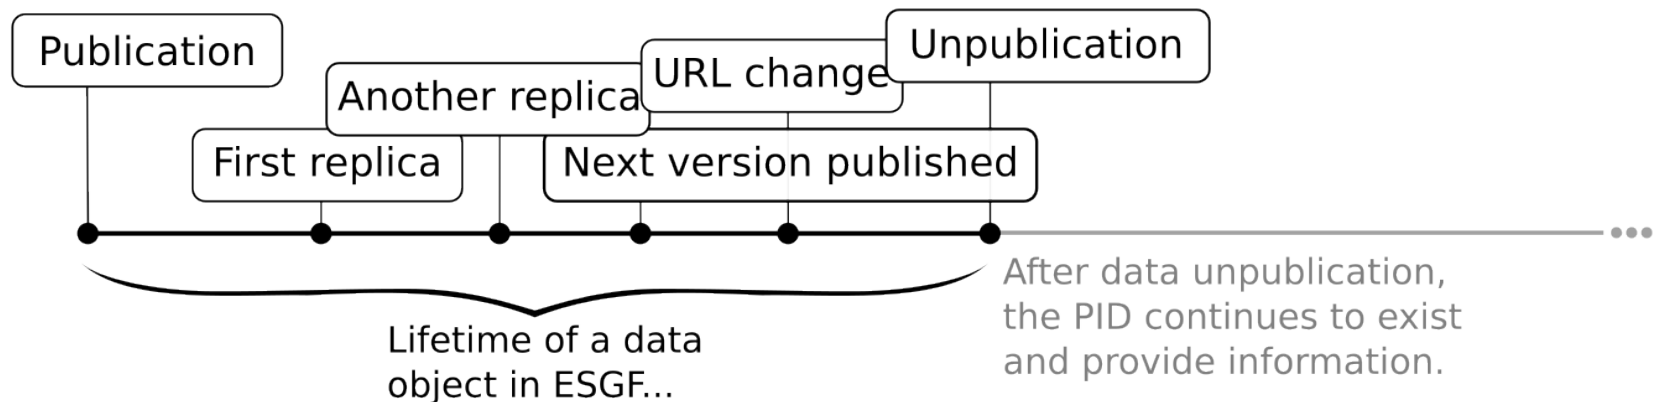 Publication
First replica
Another replica
Next version published
URL change
Unpublication
Lifetime of a data
object in ESGF...
After data unpublication,
the PID continues to exist
and provide information.